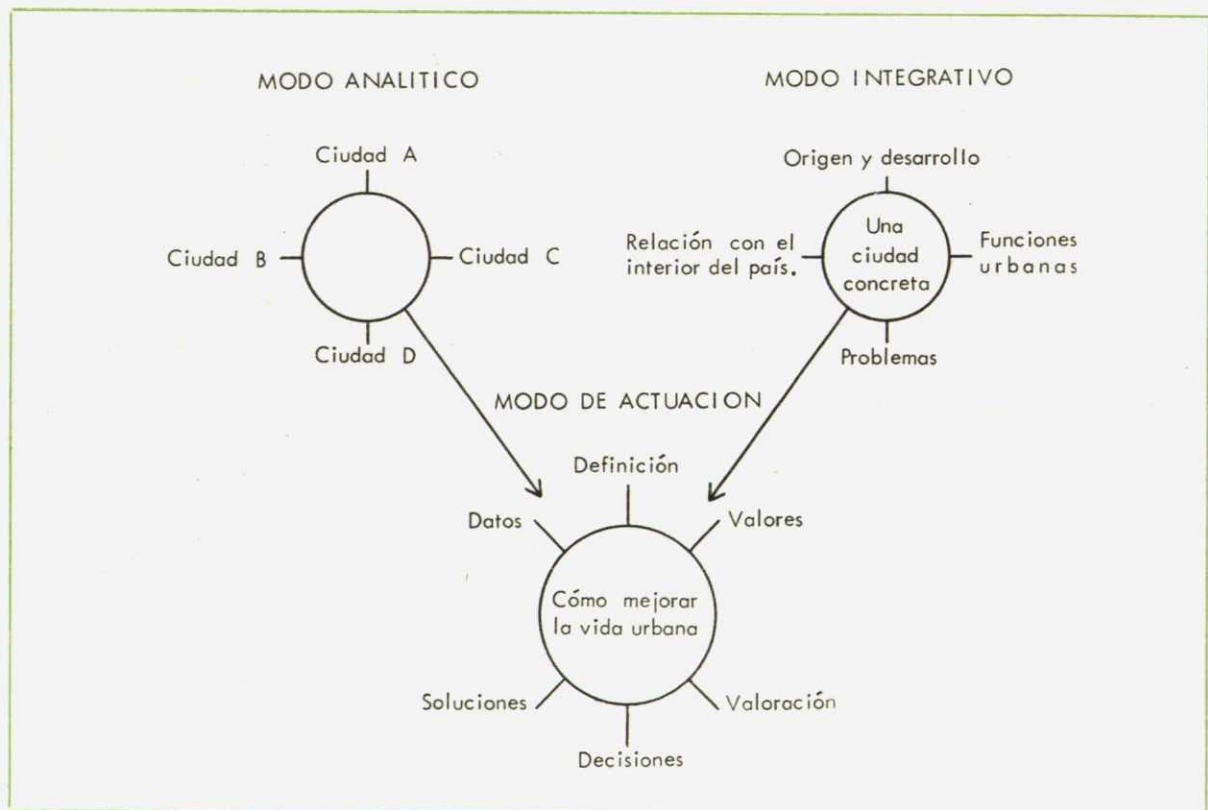 MODO ANALITICO
MODO INTEGRATIVO
Ciudad A
Ciudad B
Ciudad C
Ciudad D
Origen y desarrollo
Relación con el
interior del país.
Una
ciudad
concreta
Funciones
urbanas
Problemas
MODO DE ACTUACION
Definición
Datos
Valores
Cómo mejorar
la vida urbana
Soluciones
Valoración
Decisiones